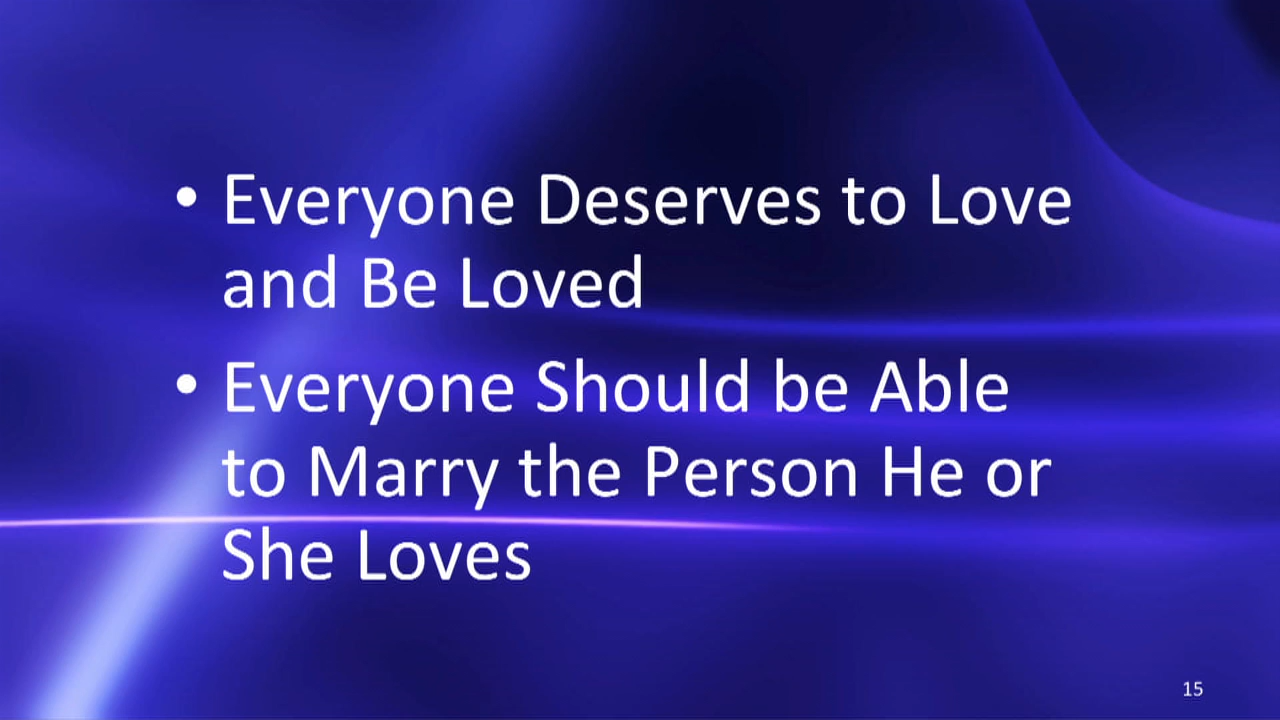 • Everyone Deserves to Love
and Be Loved
• Everyone Should be Able
to Marry the Person He or
She Loves
15